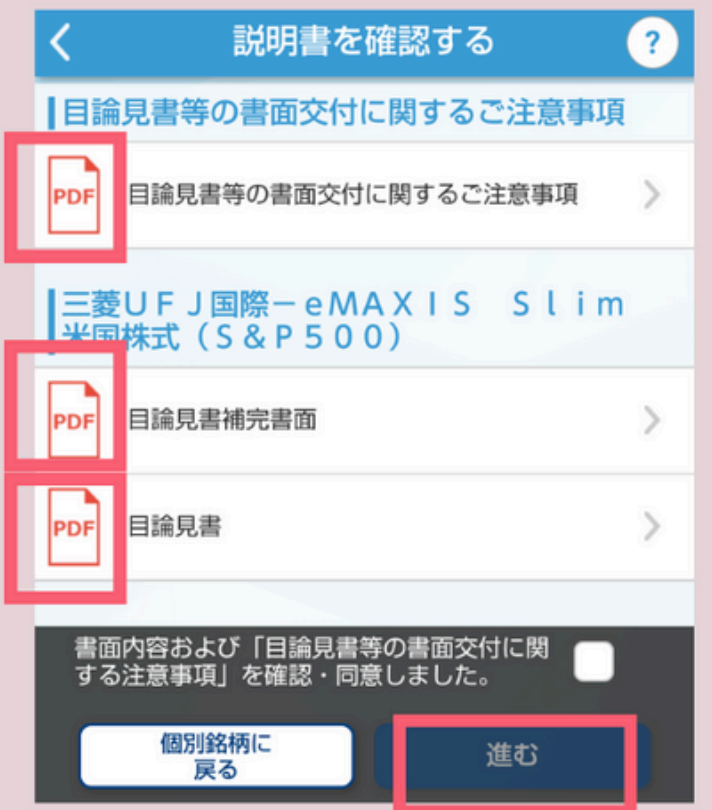 説明書を確認する
?
目論見書等の書面交付に関するご注意事項
PDF 目論見書等の書面交付に関するご注意事項
三菱UFJ国際-eMAXIS Slim
米国株式(S&P500)
PDF 目論見書補完書面
PDF 目論見書
書面内容および「目論見書等の書面交付に関
する注意事項」を確認・同意しました。
個別銘柄に
戻る
進む